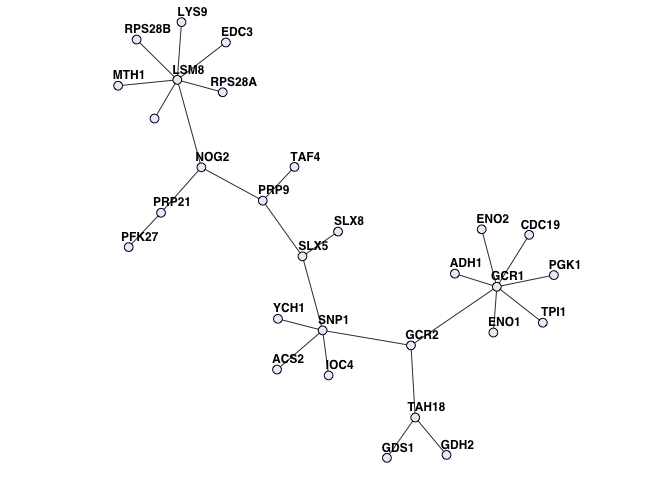 LYS9
RPS28B
EDC3
LSM8
MTH1
RPS28A
NOG2
TAF4
PRP9
PRP21
SLX8
ENO2
CDC19
PFK27
SLX5
ADH1
PGK1
GCR1
YCH1
SNP1
TPI1
ENO1
GCR2
ACS2
IOC4
TAH18
GDS1
GDH2